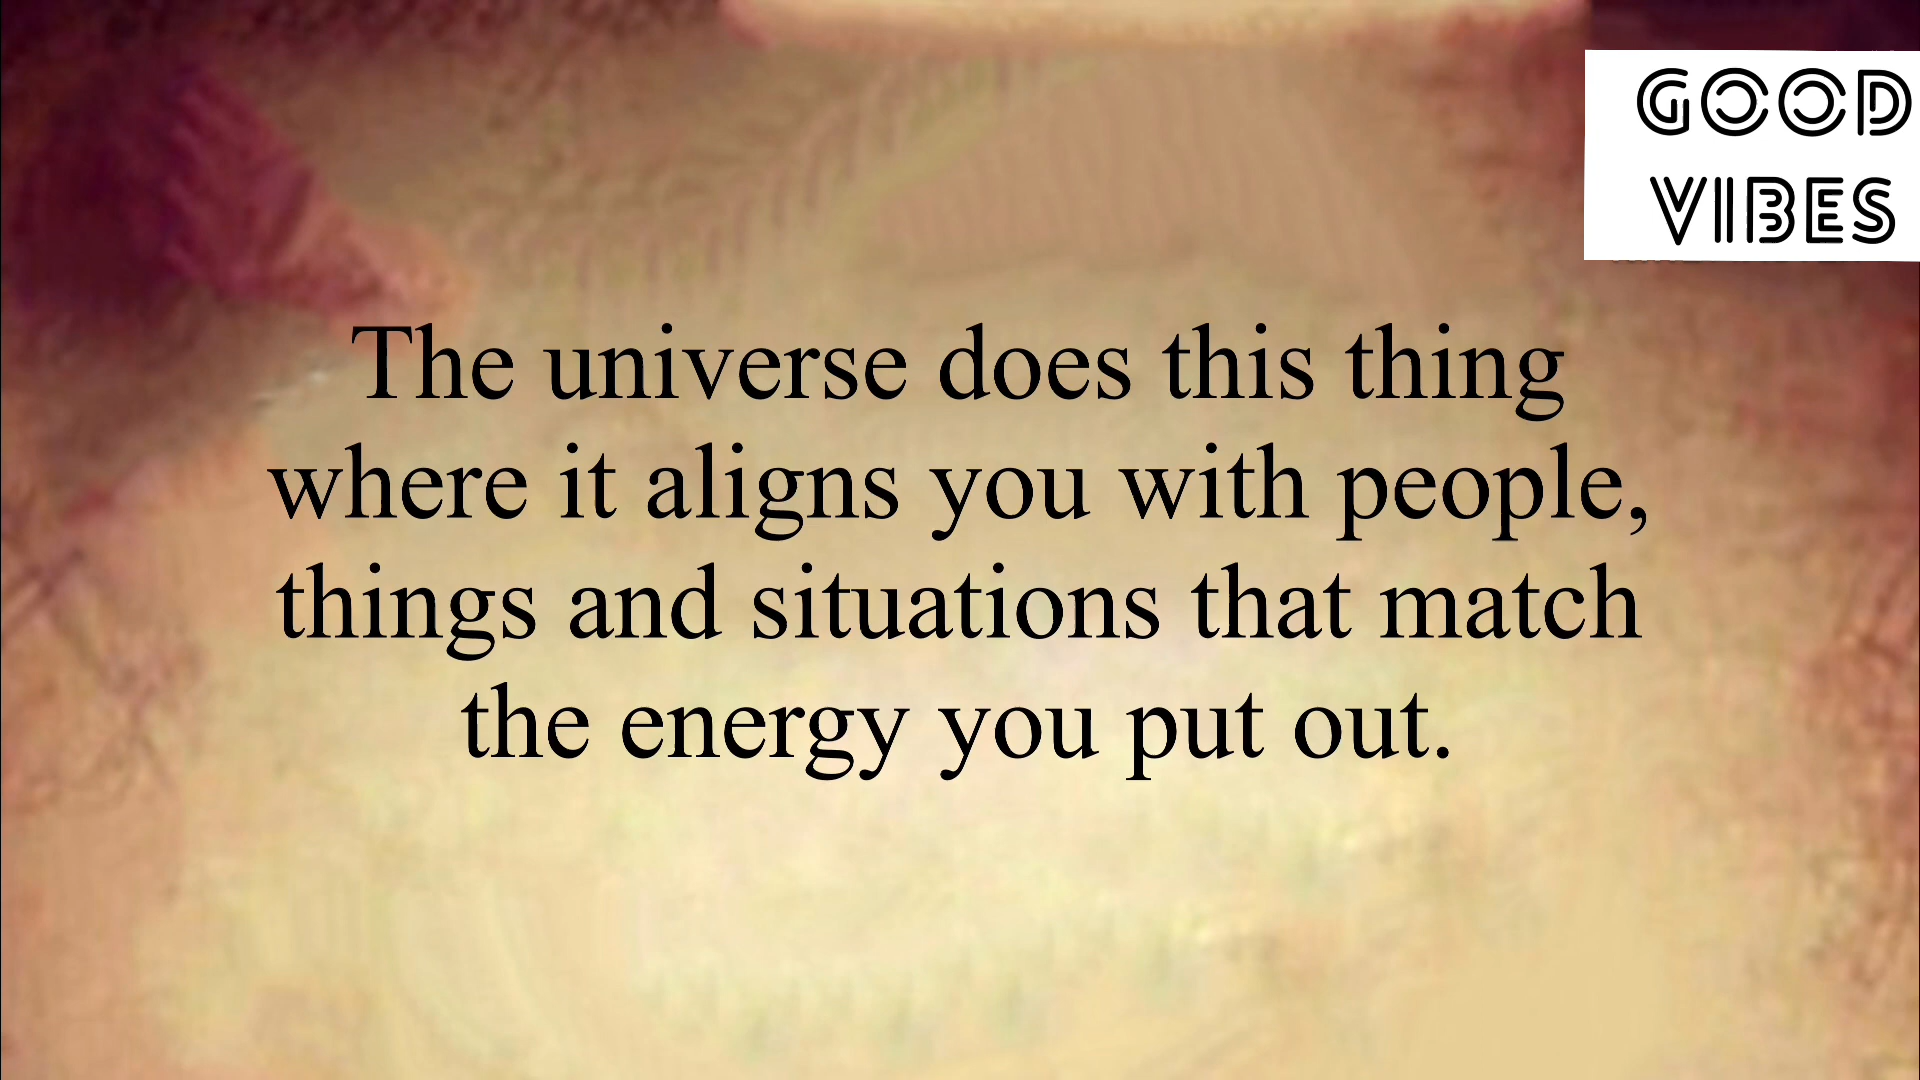 GOOD
VIBES
The universe does this thing
where it aligns you with people,
things and situations that match
the energy you put out.